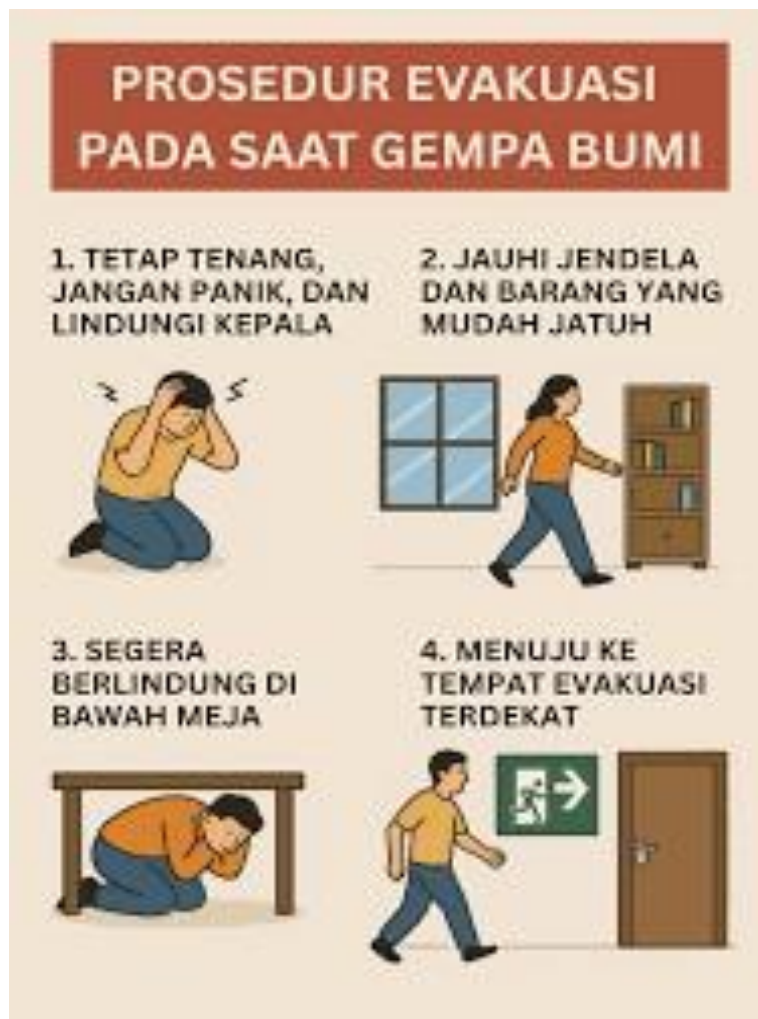 PROSEDUR EVAKUASI
PADA SAAT GEMPA BUMI
1. TETAP TENANG,
JANGAN PANIK, DAN
LINDUNGI KEPALA
2. JAUHI JENDELA
DAN BARANG YANG
MUDAH JATUH
3. SEGERA
BERLINDUNG DI
BAWAH MEJA
4. MENUJU KE
TEMPAT EVAKUASI
TERDEKAT